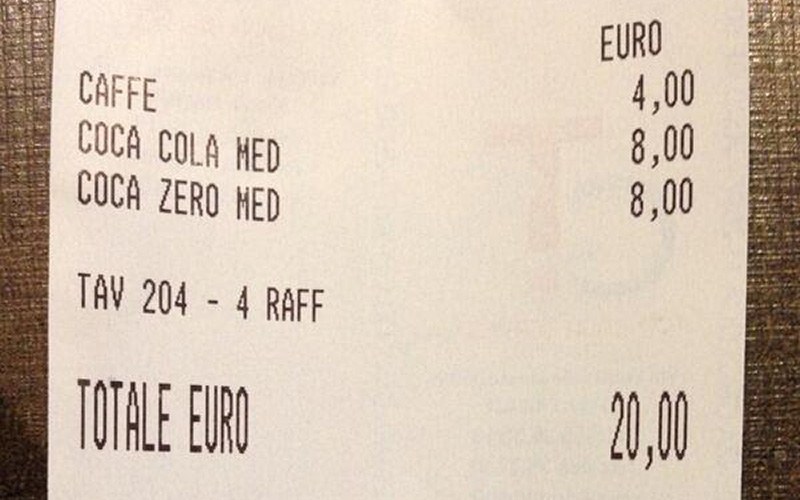 EURO
CAFFE 4,00
COCA COLA MED 8,00
COCA ZERO MED 8,00
TAV 204 - 4 RAFF
TOTALE EURO 20,00